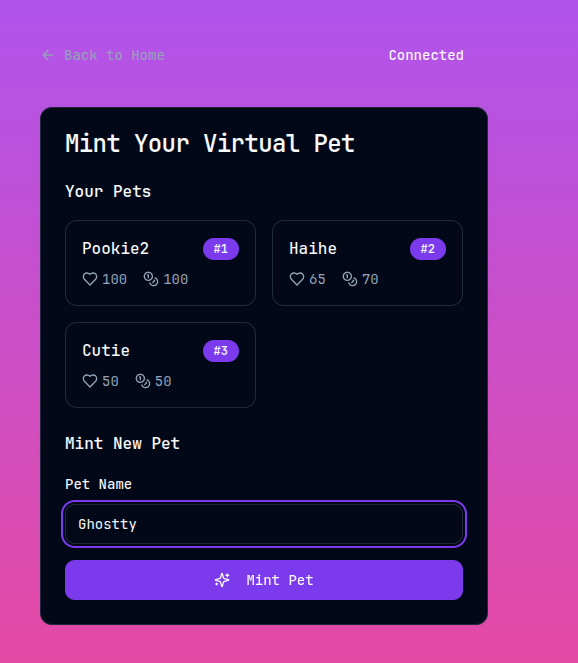 Back to Home
Connected
Mint Your Virtual Pet
Your Pets
Pookie2 #1
100 100
Haihe #2
65 70
Cutie #3
50 50
Mint New Pet
Pet Name
Ghostty
Mint Pet